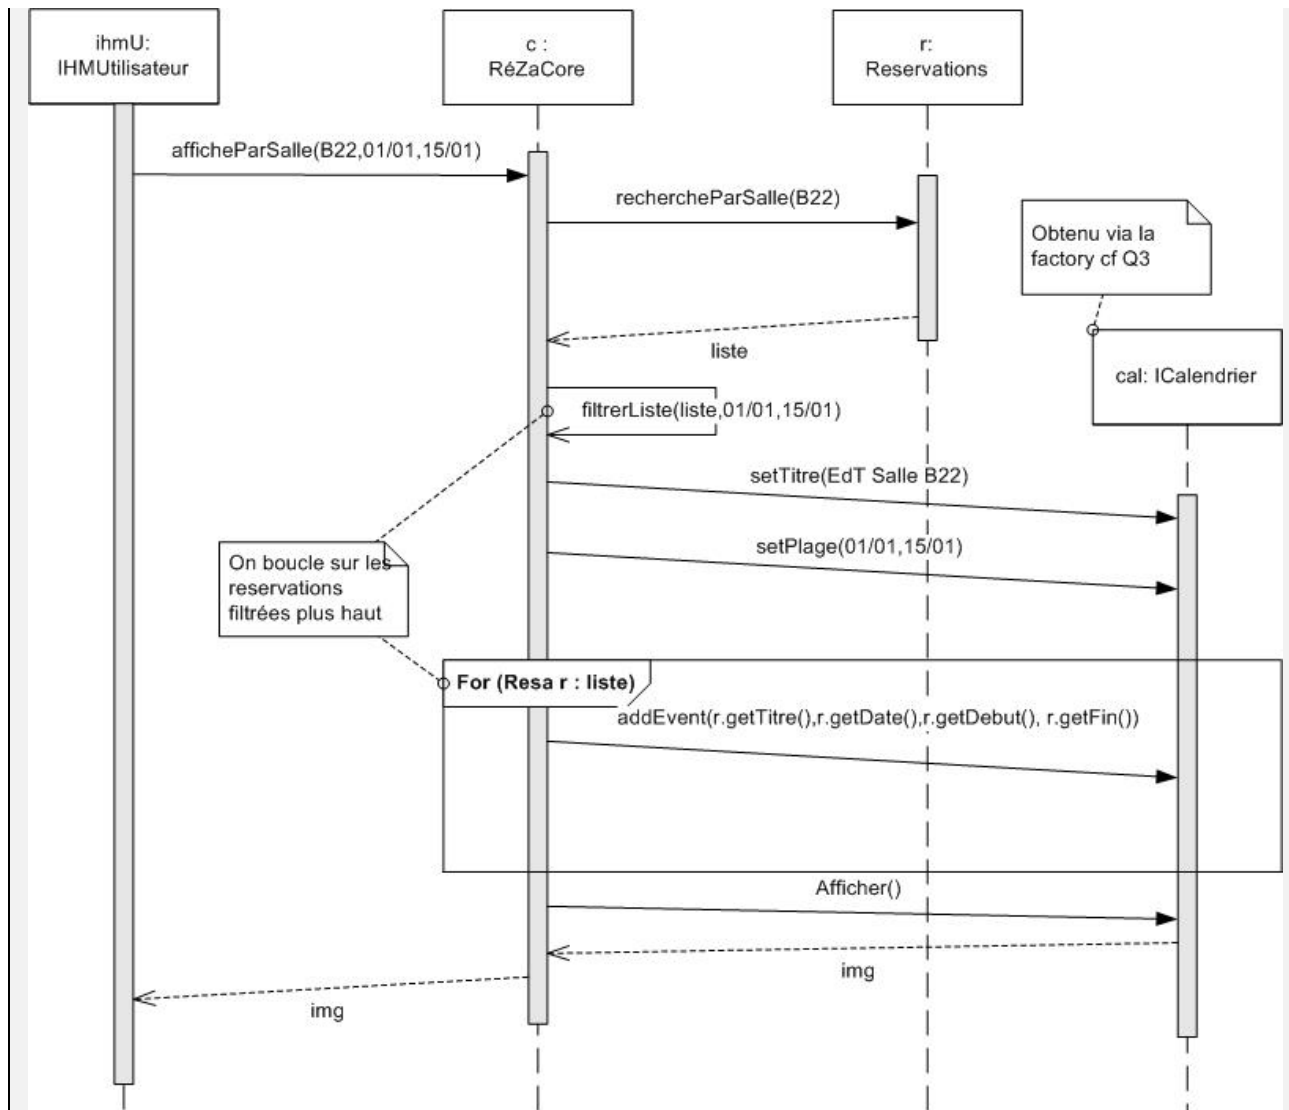 ihmU:
IHMUtilisateur
c :
RéZaCore
r:
Reservations
afficheParSalle(B22,01/01,15/01)
rechercheParSalle(B22)
Obtenu via la
factory cf Q3
liste
cal: ICalendrier
filtrerListe(liste,01/01,15/01)
setTitre(EdT Salle B22)
setPlage(01/01,15/01)
On boucle sur les
reservations
filtrées plus haut
For (Resa r : liste)
addEvent(r.getTitre(),r.getDate(),r.getDebut(), r.getFin())
Afficher()
img
img